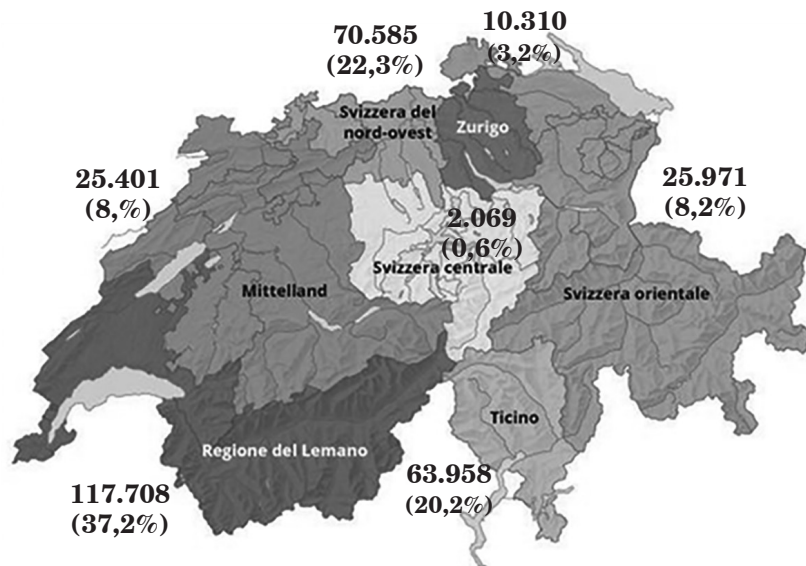 70.585
(22,3%)
10.310
(3,2%)
Svizzera del
nord-ovest
Zurigo
25.401
(8,%)
25.971
(8,2%)
2.069
(0,6%)
Svizzera centrale
Mittelland
Svizzera orientale
Ticino
Regione del Lemano
63.958
(20,2%)
117.708
(37,2%)